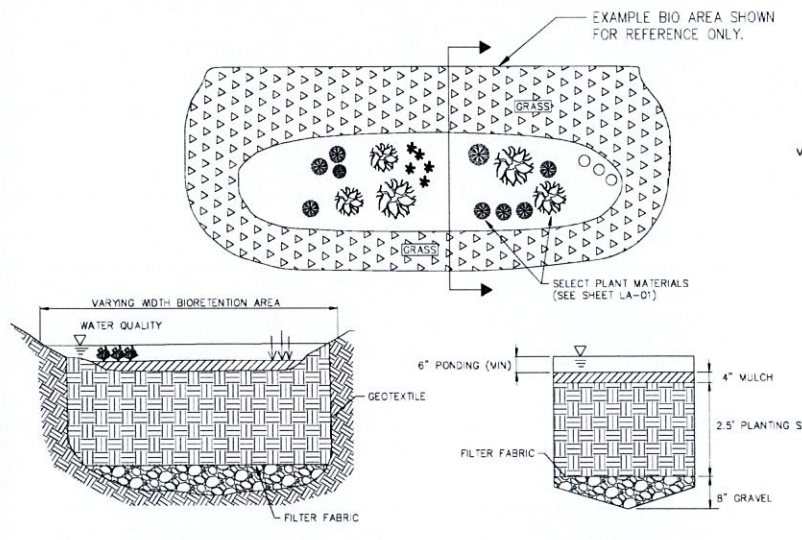 EXAMPLE BIO AREA SHOWN
FOR REFERENCE ONLY.
GRASS
GRASS
SELECT PLANT MATERIALS
(SEE SHEET LA-01)
VARYING WIDTH BIORETENTION AREA
WATER QUALITY
GEOTEXTILE
FILTER FABRIC
6" PONDING (MIN)
4" MULCH
2.5' PLANTING S
FILTER FABRIC
8" GRAVEL